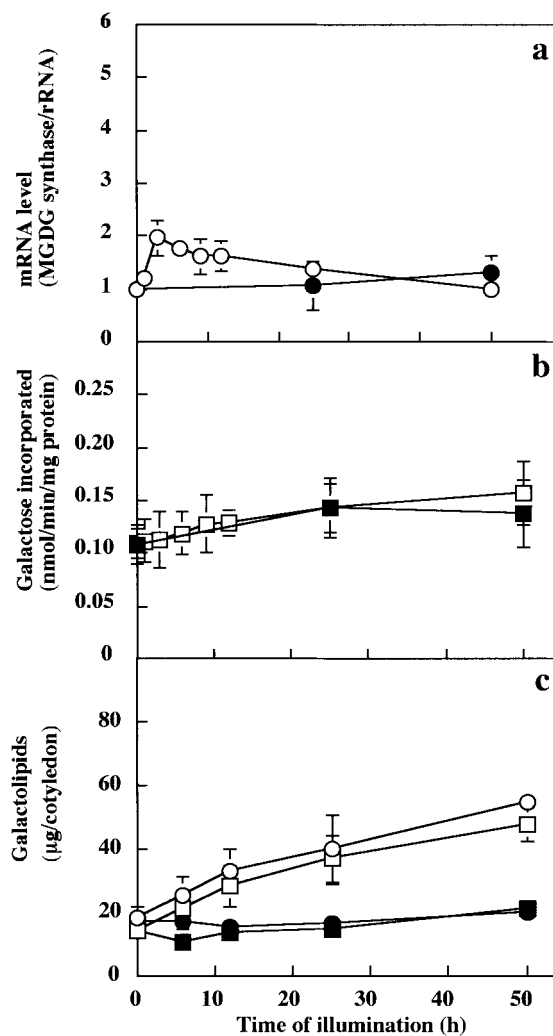 a
6
5
4
3
2
1
0
mRNA level
(MGDG synthase/rRNA)
b
0.25
0.20
0.15
0.10
0.05
0
Galactose incorporated
(nmol/min/mg protein)
c
80
60
40
20
0
Galactolipids
(µg/cotyledon)
0 10 20 30 40 50
Time of illumination (h)